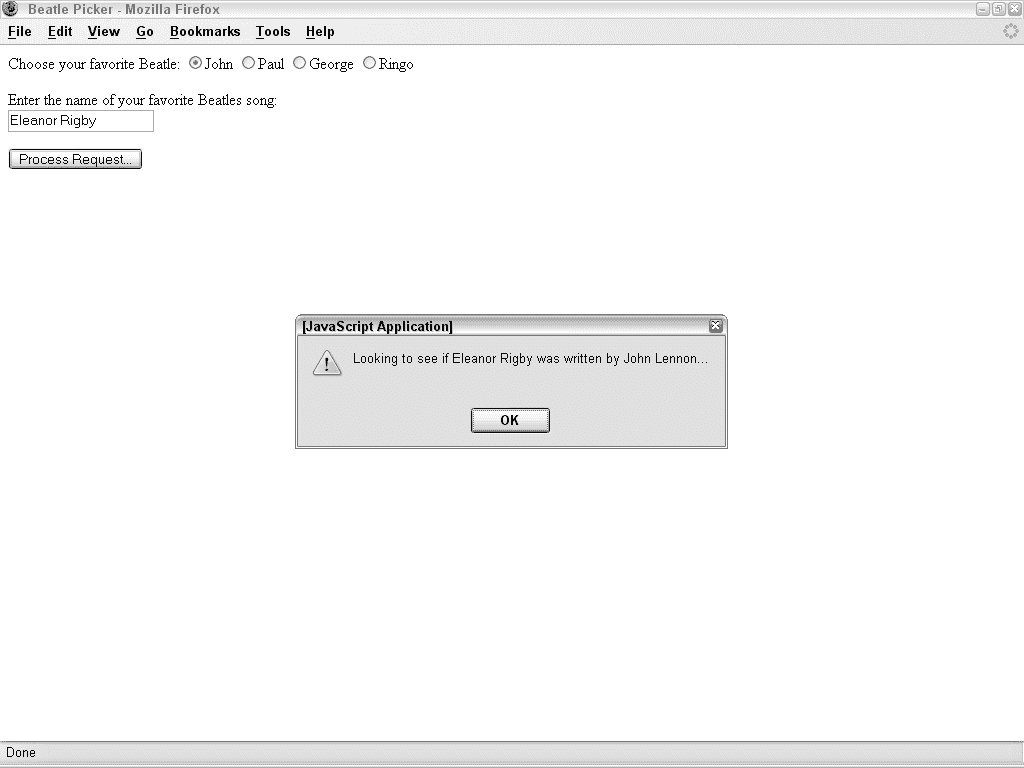 Beatle Picker - Mozilla Firefox
File Edit View Go Bookmarks Tools Help
Choose your favorite Beatle: John Paul George Ringo
Enter the name of your favorite Beatles song:
Eleanor Rigby
Process Request...
[JavaScript Application]
Looking to see if Eleanor Rigby was written by John Lennon...
OK
Done